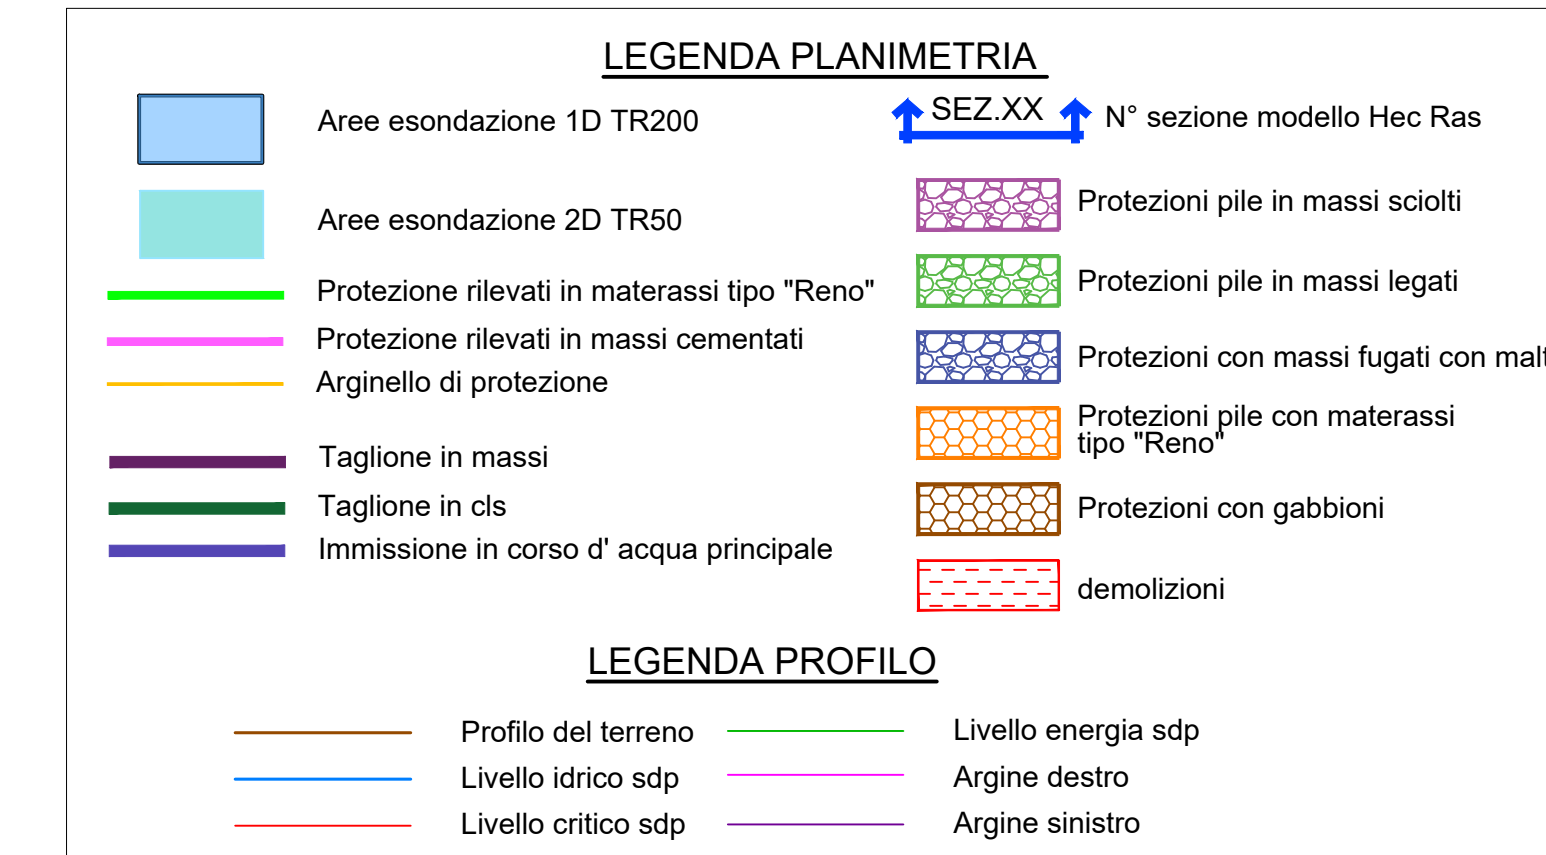 LEGENDA PLANIMETRIA
Aree esondazione 1D TR200
Aree esondazione 2D TR50
Protezione rilevati in materassi tipo "Reno"
Protezione rilevati in massi cementati
Arginello di protezione
Taglione in massi
Taglione in cls
Immissione in corso d' acqua principale
SEZ.XX
N° sezione modello Hec Ras
Protezioni pile in massi sciolti
Protezioni pile in massi legati
Protezioni con massi fugati con malt
Protezioni pile con materassi
tipo "Reno"
Protezioni con gabbioni
demolizioni
LEGENDA PROFILO
Profilo del terreno
Livello idrico sdp
Livello critico sdp
Livello energia sdp
Argine destro
Argine sinistro